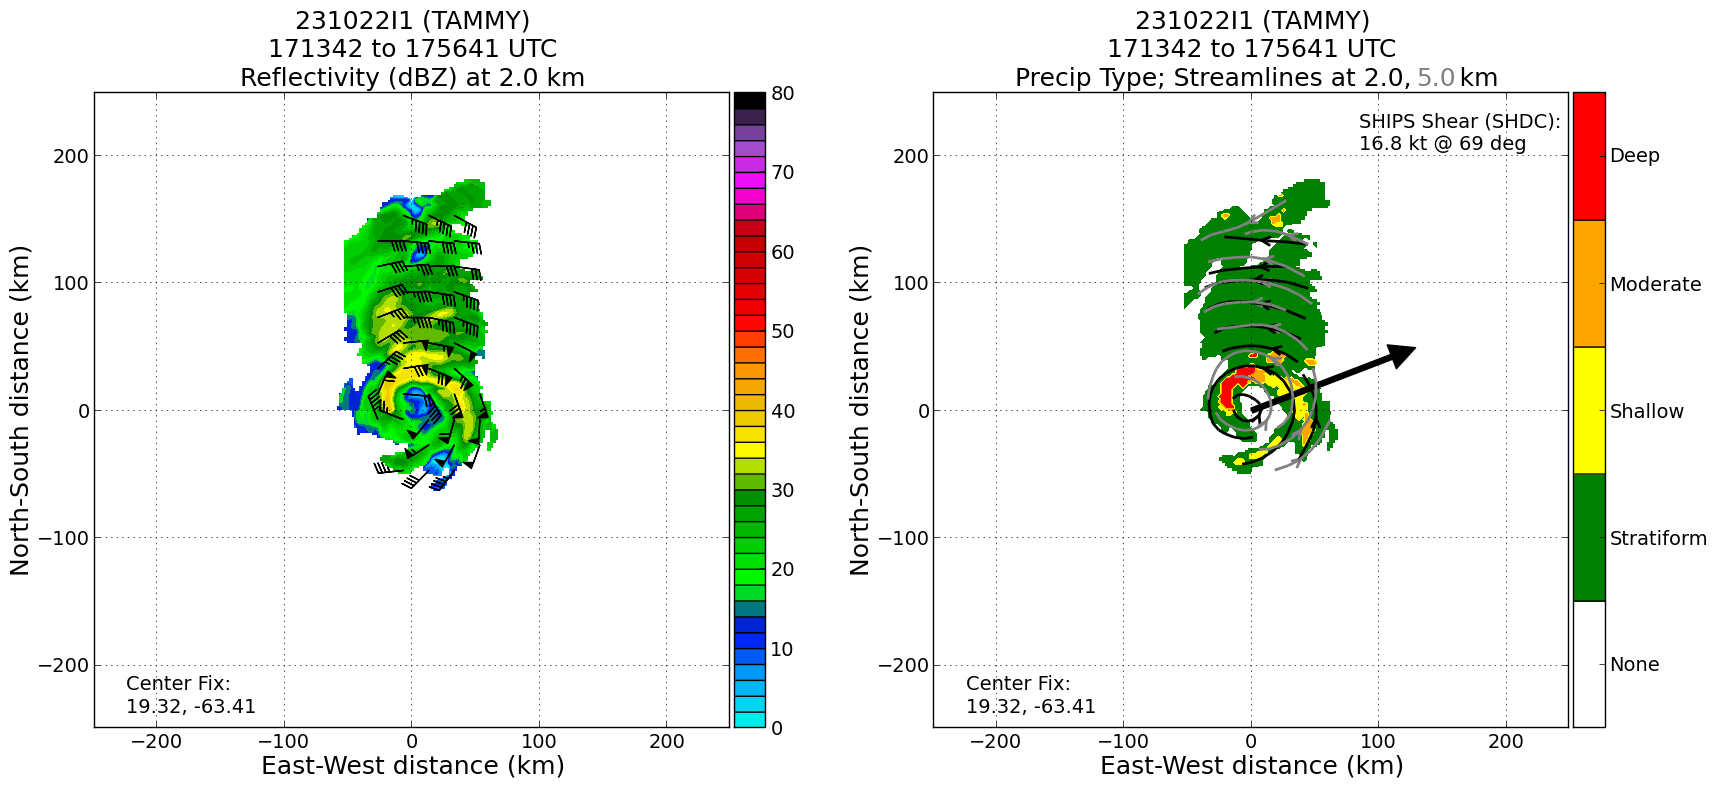 231022I1 (TAMMY)
171342 to 175641 UTC
Reflectivity (dBZ) at 2.0 km
North-South distance (km)
200
100
0
−100
−200
Center Fix:
19.32, -63.41
−200 −100 0 100 200
East-West distance (km)
80
70
60
50
40
30
20
10
0
231022I1 (TAMMY)
171342 to 175641 UTC
Precip Type; Streamlines at 2.0, 5.0 km
North-South distance (km)
200
100
0
−100
−200
SHIPS Shear (SHDC):
16.8 kt @ 69 deg
Center Fix:
19.32, -63.41
−200 −100 0 100 200
East-West distance (km)
Deep
Moderate
Shallow
Stratiform
None